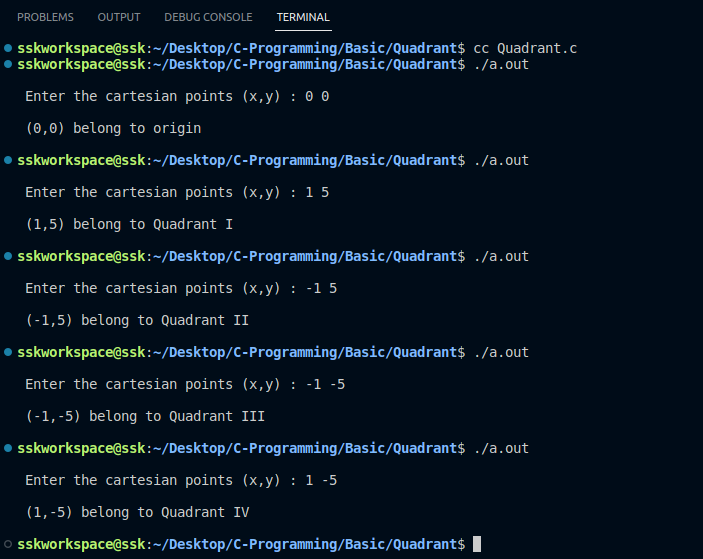 PROBLEMS OUTPUT DEBUG CONSOLE TERMINAL
sskworkspace@ssk:~/Desktop/C-Programming/Basic/Quadrant$ cc Quadrant.c
sskworkspace@ssk:~/Desktop/C-Programming/Basic/Quadrant$ ./a.out
Enter the cartesian points (x,y) : 0 0
(0,0) belong to origin
sskworkspace@ssk:~/Desktop/C-Programming/Basic/Quadrant$ ./a.out
Enter the cartesian points (x,y) : 1 5
(1,5) belong to Quadrant I
sskworkspace@ssk:~/Desktop/C-Programming/Basic/Quadrant$ ./a.out
Enter the cartesian points (x,y) : -1 5
(-1,5) belong to Quadrant II
sskworkspace@ssk:~/Desktop/C-Programming/Basic/Quadrant$ ./a.out
Enter the cartesian points (x,y) : -1 -5
(-1,-5) belong to Quadrant III
sskworkspace@ssk:~/Desktop/C-Programming/Basic/Quadrant$ ./a.out
Enter the cartesian points (x,y) : 1 -5
(1,-5) belong to Quadrant IV
sskworkspace@ssk:~/Desktop/C-Programming/Basic/Quadrant$